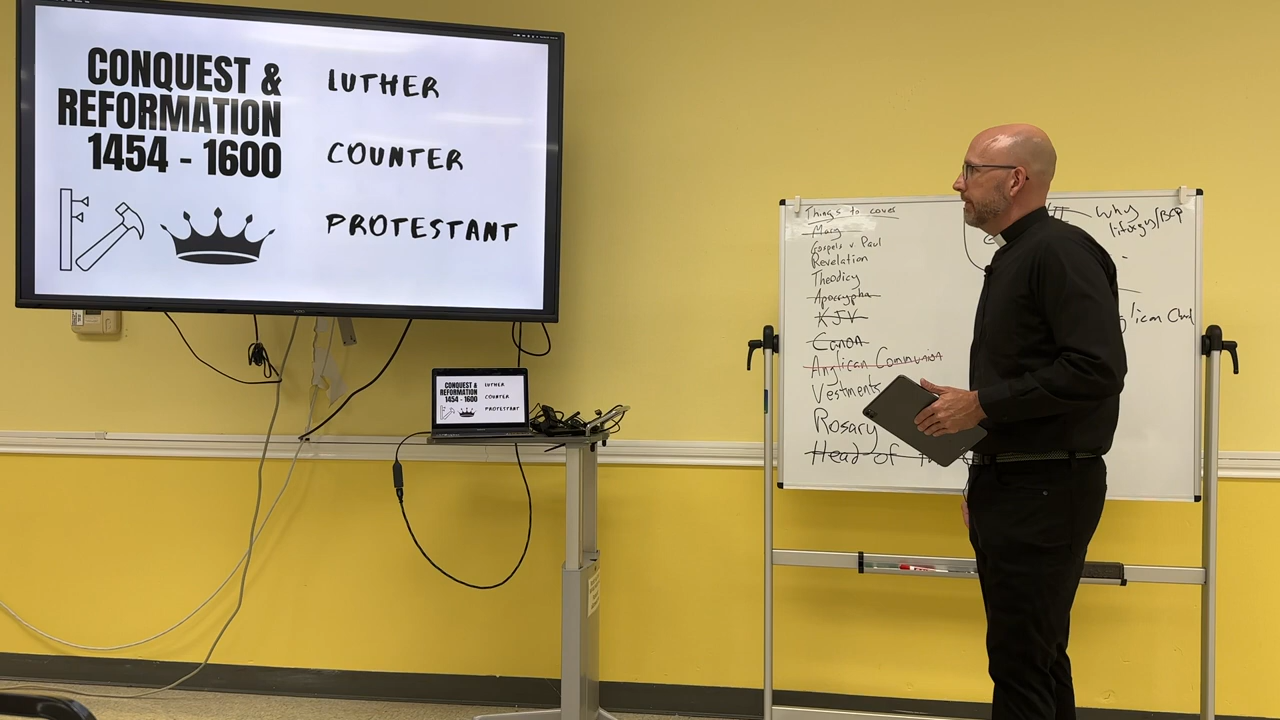 CONQUEST &
REFORMATION
1454 - 1600
LUTHER
COUNTER
PROTESTANT
CONQUEST &
REFORMATION
1454 - 1600
LUTHER
COUNTER
PROTESTANT
Things to cover
Mary
Gospels v Paul
Revelation
Theodicy
Apocrypha
KJV
Canon
Anglican Communion
Vestments
Rosary
Head of
why
liturgy/BCP